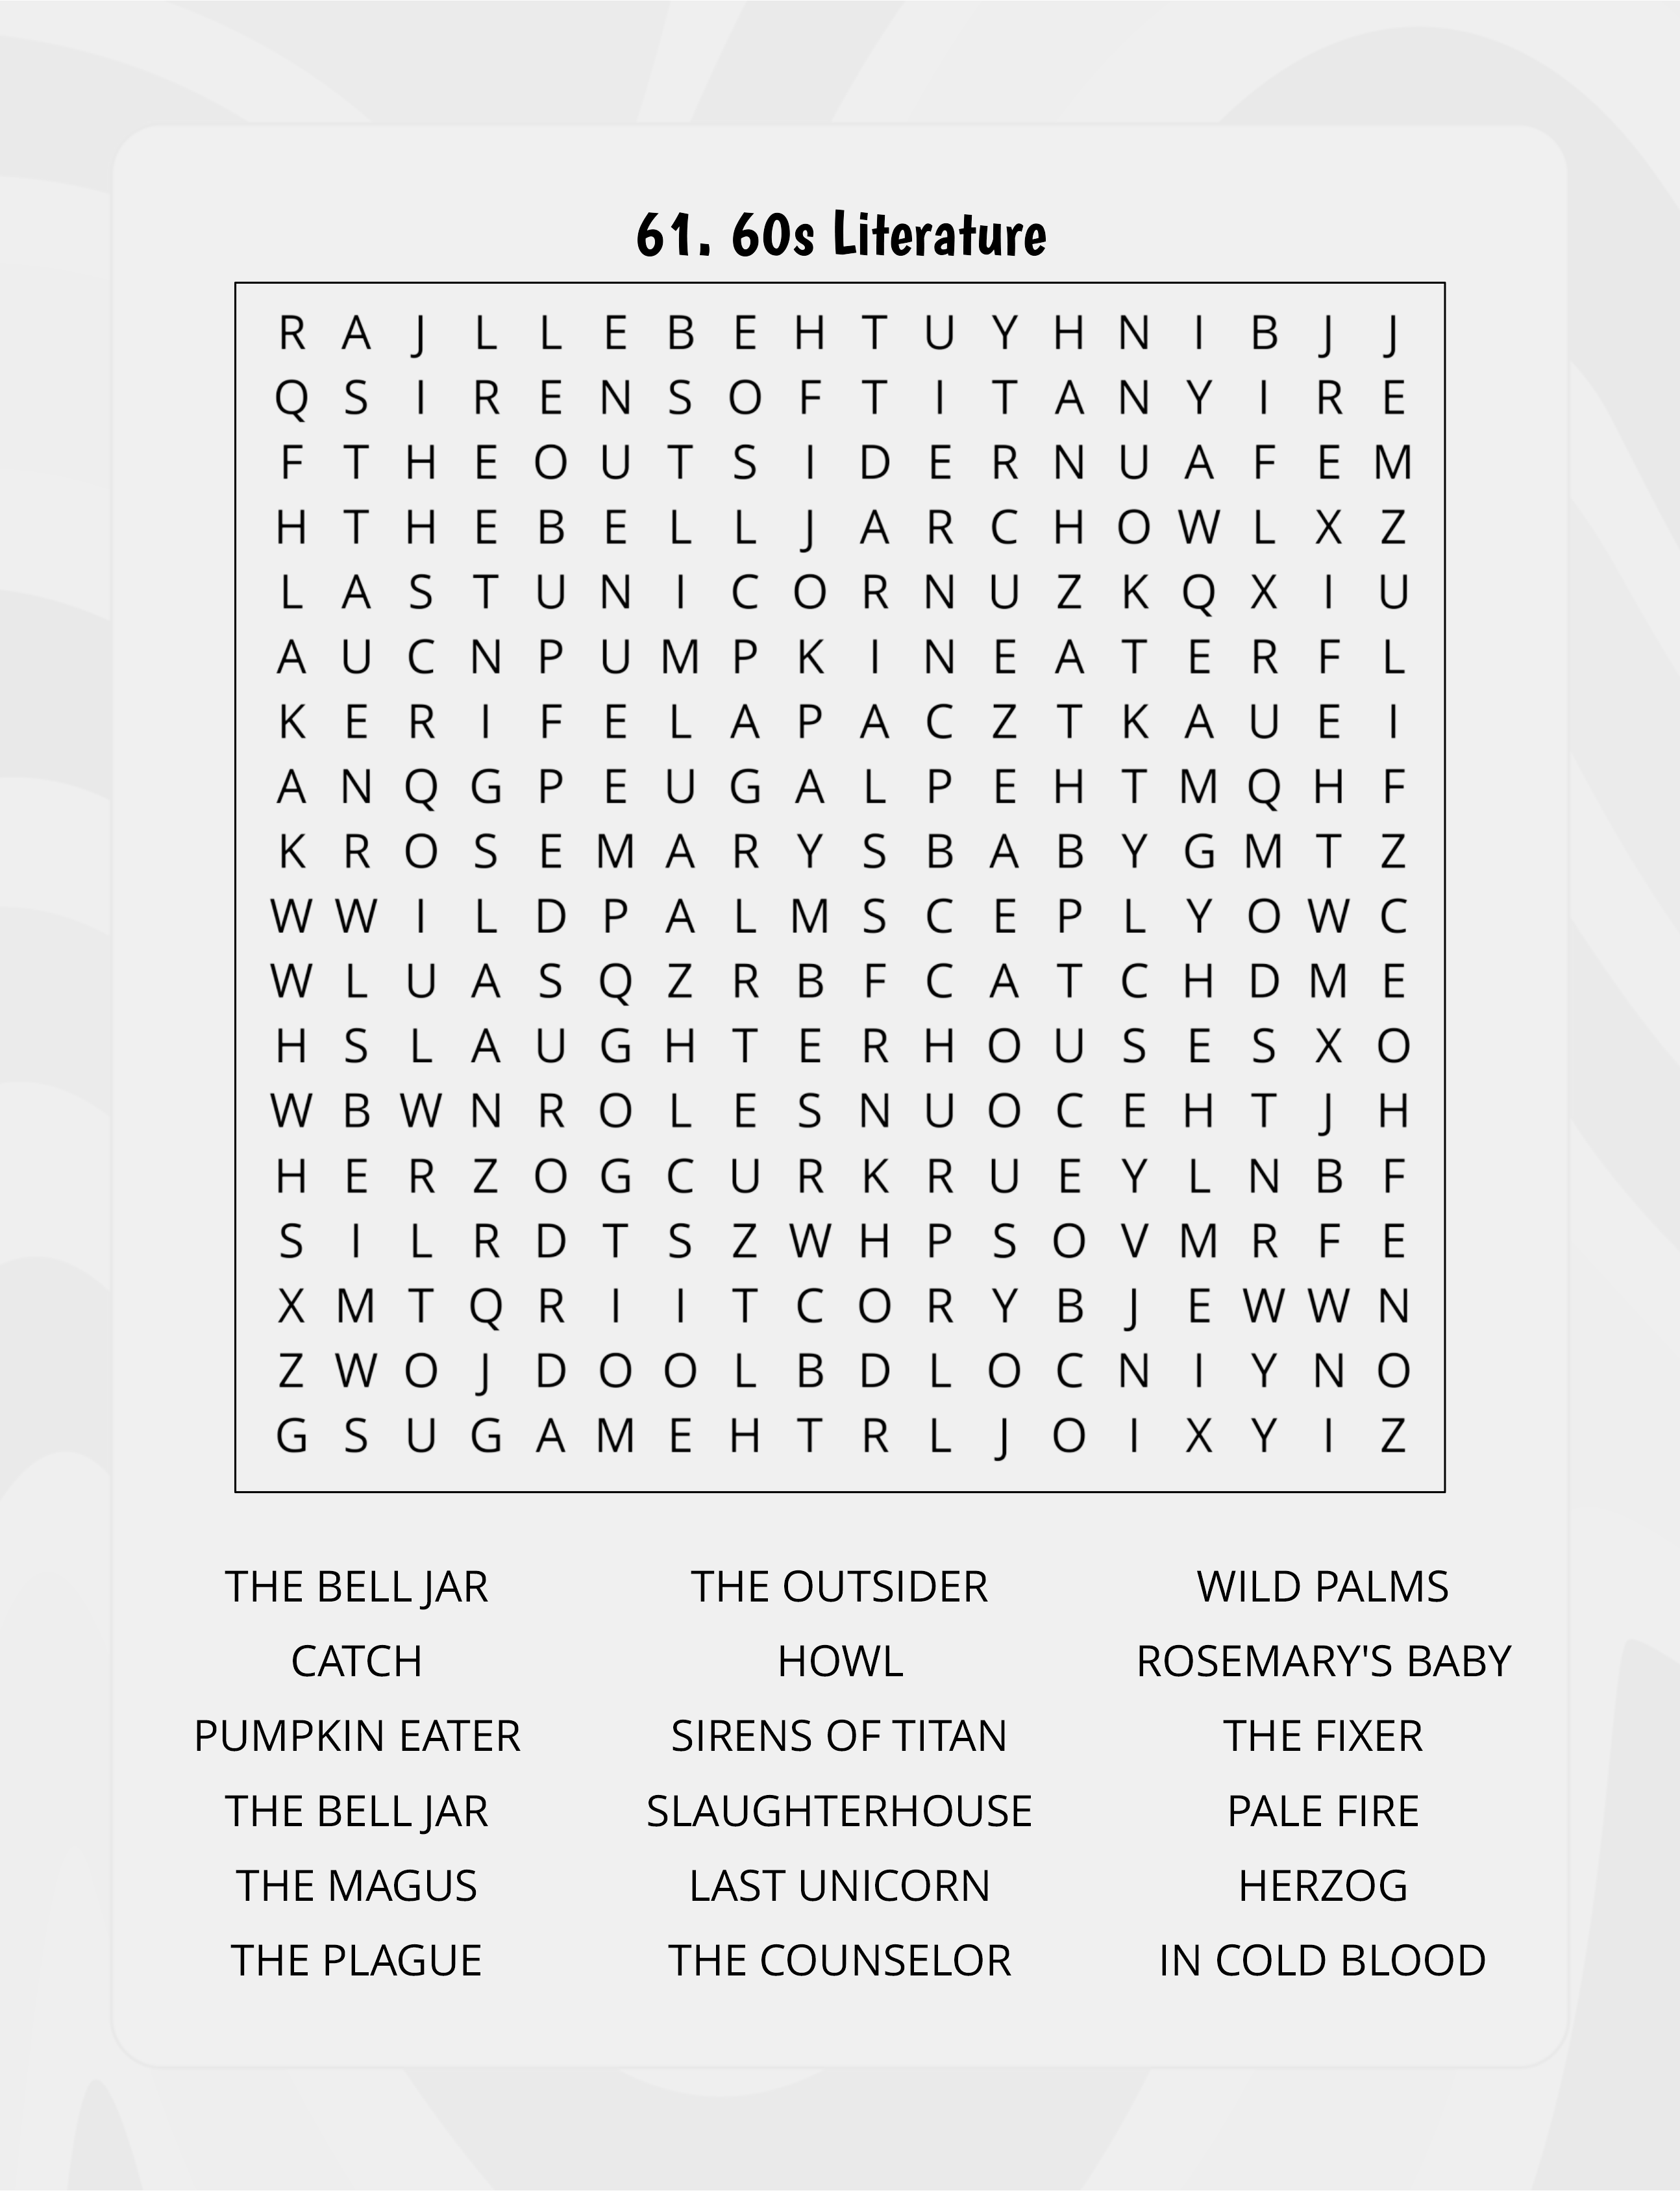 61. 60s Literature
R A J L L E B E H T U Y H N I B J J
Q S I R E N S O F T I T A N Y I R E
F T H E O U T S I D E R N U A F E M
H T H E B E L L J A R C H O W L X Z
L A S T U N I C O R N U Z K Q X I U
A U C N P U M P K I N E A T E R F L
K E R I F E L A P A C Z T K A U E I
A N Q G P E U G A L P E H T M Q H F
K R O S E M A R Y S B A B Y G M T Z
W W I L D P A L M S C E P L Y O W C
W L U A S Q Z R B F C A T C H D M E
H S L A U G H T E R H O U S E S X O
W B W N R O L E S N U O C E H T J H
H E R Z O G C U R K R U E Y L N B F
S I L R D T S Z W H P S O V M R F E
X M T Q R I I T C O R Y B J E W W N
Z W O J D O O L B D L O C N I Y N O
G S U G A M E H T R L J O I X Y I Z
THE BELL JAR THE OUTSIDER WILD PALMS
CATCH HOWL ROSEMARY'S BABY
PUMPKIN EATER SIRENS OF TITAN THE FIXER
THE BELL JAR SLAUGHTERHOUSE PALE FIRE
THE MAGUS LAST UNICORN HERZOG
THE PLAGUE THE COUNSELOR IN COLD BLOOD